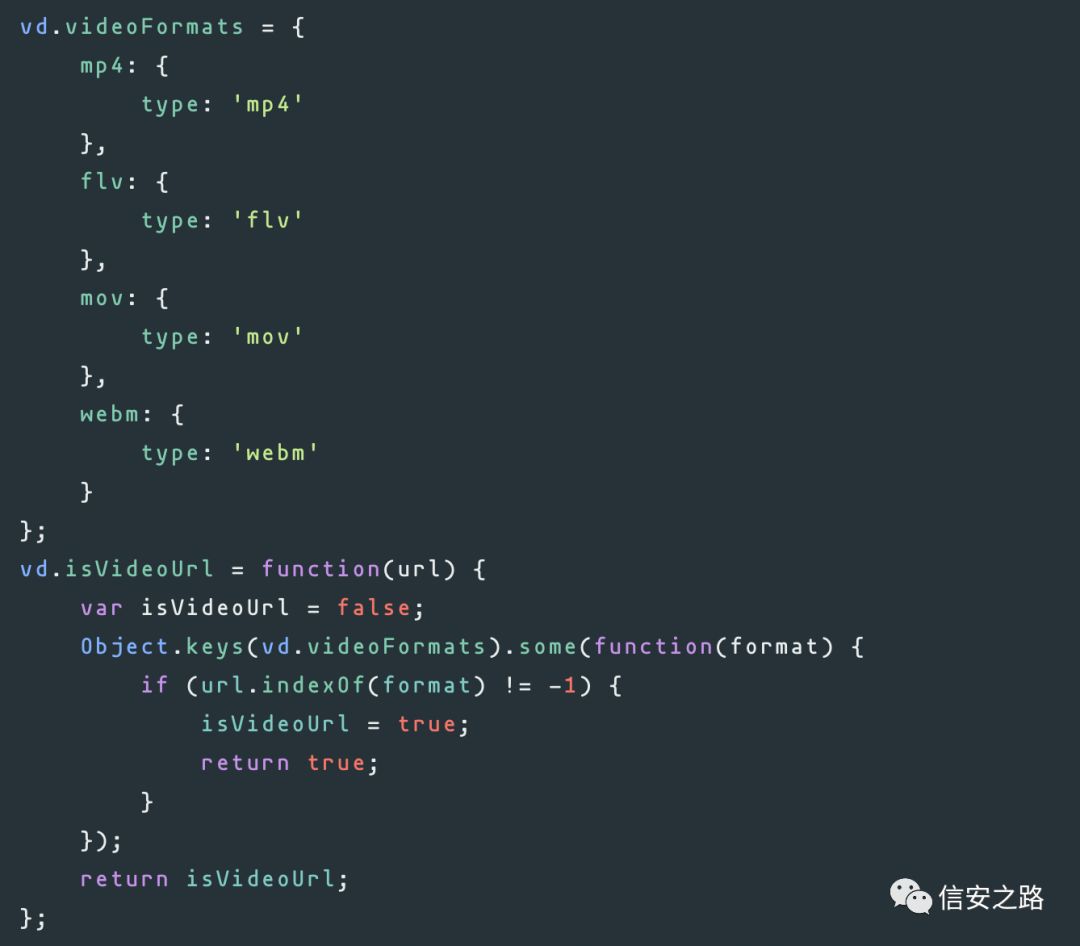 vd.videoFormats = {
    mp4: {
        type: 'mp4'
    },
    flv: {
        type: 'flv'
    },
    mov: {
        type: 'mov'
    },
    webm: {
        type: 'webm'
    }
};
vd.isVideoUrl = function(url) {
    var isVideoUrl = false;
    Object.keys(vd.videoFormats).some(function(format) {
        if (url.indexOf(format) != -1) {
            isVideoUrl = true;
            return true;
        }
    });
    return isVideoUrl;
};
信安之路